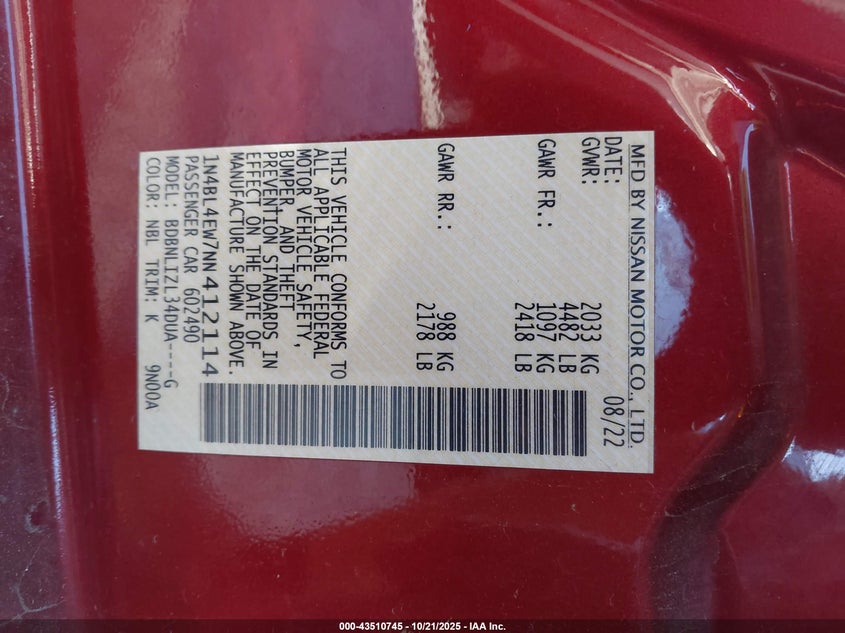 MFD BY NISSAN MOTOR CO., LTD.
DATE: 08/22
GVWR: 2033 KG
4482 LB
GAWR FR.: 1097 KG
2418 LB
GAWR RR.: 988 KG
2178 LB
THIS VEHICLE CONFORMS TO
ALL APPLICABLE FEDERAL
MOTOR VEHICLE SAFETY,
BUMPER, AND THEFT
PREVENTION STANDARDS IN
EFFECT ON THE DATE OF
MANUFACTURE SHOWN ABOVE.
1N4BL4EW7NN412114
PASSENGER CAR 602490
MODEL: BDBNLIZL34DUA----G
COLOR: NBL TRIM: K 9N00A
000-43510745 - 10/21/2025 - IAA Inc.